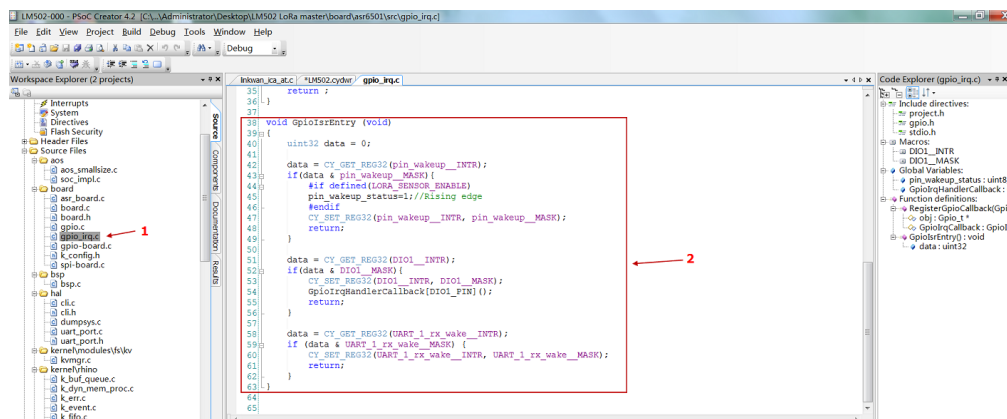 LM502-000 - PSoC Creator 4.2 [C:\...\Administrator\Desktop\LM502 LoRa master\board\asr6501\src\gpio_irq.c]
File Edit View Project Build Debug Tools Window Help
Debug
Workspace Explorer (2 projects)
Interrupts
System
Directives
Flash Security
Header Files
Source Files
aos
aos_smallsize.c
soc_impl.c
board
asr_board.c
board.c
board.h
gpio.c
gpio_irq.c
gpio-board.c
k_config.h
spi-board.c
bsp
bsp.c
hal
cli.c
cli.h
dumpsys.c
uart_port.c
uart_port.h
kernel\modules\fs\kv
kvmgr.c
kernel\rhino
k_buf_queue.c
k_dyn_mem_proc.c
k_err.c
k_event.c
k_fifo.c
1
Source
Components
Documentation
Results
linkwan_ica_at.c *LM502.cydwr gpio_irq.c
35 return ;
36 }
37
38 void GpioIsrEntry (void)
39 {
40 uint32 data = 0;
41
42 data = CY_GET_REG32(pin_wakeup__INTR);
43 if(data & pin_wakeup__MASK){
44 #if defined(LORA_SENSOR_ENABLE)
45 pin_wakeup_status=1;//Rising edge
46 #endif
47 CY_SET_REG32(pin_wakeup__INTR, pin_wakeup__MASK);
48 return;
49 }
50
51 data = CY_GET_REG32(DIO1__INTR);
52 if(data & DIO1__MASK){
53 CY_SET_REG32(DIO1__INTR, DIO1__MASK);
54 GpioIrqHandlerCallback[DIO1_PIN]();
55 return;
56 }
57
58 data = CY_GET_REG32(UART_1_rx_wake__INTR);
59 if (data & UART_1_rx_wake__MASK) {
60 CY_SET_REG32(UART_1_rx_wake__INTR, UART_1_rx_wake__MASK);
61 return;
62 }
63 }
64
65
2
Code Explorer (gpio_irq.c)
Include directives:
project.h
gpio.h
stdio.h
Macros:
DIO1__INTR
DIO1__MASK
Global Variables:
pin_wakeup_status : uint8
GpioIrqHandlerCallback :
Function definitions:
RegisterGpioCallback(Gpi
obj : Gpio_t *
GpioIrqCallback : GpioI
GpioIsrEntry() : void
data : uint32